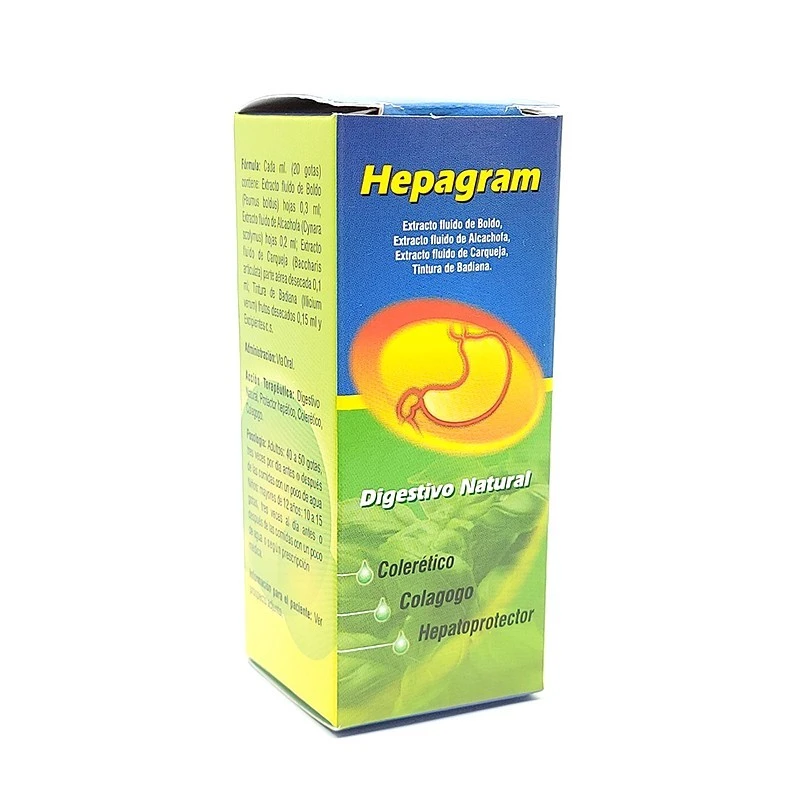 Hepagram
Extracto fluido de Boldo,
Extracto fluido de Alcachofa,
Extracto fluido de Carqueja,
Tintura de Badiana.
Digestivo Natural
Colerético
Colagogo
Hepatoprotector
Fórmula: Cada ml. (20 gotas)
contiene: Extracto fluido de Boldo
(Peumus boldus) hojas 0,3 ml;
Extracto fluido de Alcachofa (Cynara
scolymus) hojas 0,2 ml; Extracto
fluido de Carqueja (Baccharis
articulata) parte aérea desecada 0,1
ml; Tintura de Badiana (Illicium
verum) frutos desecados 0,15 ml y
Excipientes c.s.
Administración: Vía Oral.
Acción Terapéutica: Digestivo
Natural, Protector hepático, Colerético,
Colagogo.
Posología: Adultos: 40 a 50 gotas,
tres veces por día antes o después
de las comidas con un poco de agua
Niños mayores de 12 años: 10 a 15
gotas, tres veces al día antes o
después de las comidas con un poco
de agua o según prescripción
médica.
Información para el paciente: Ver
prospecto adjunto